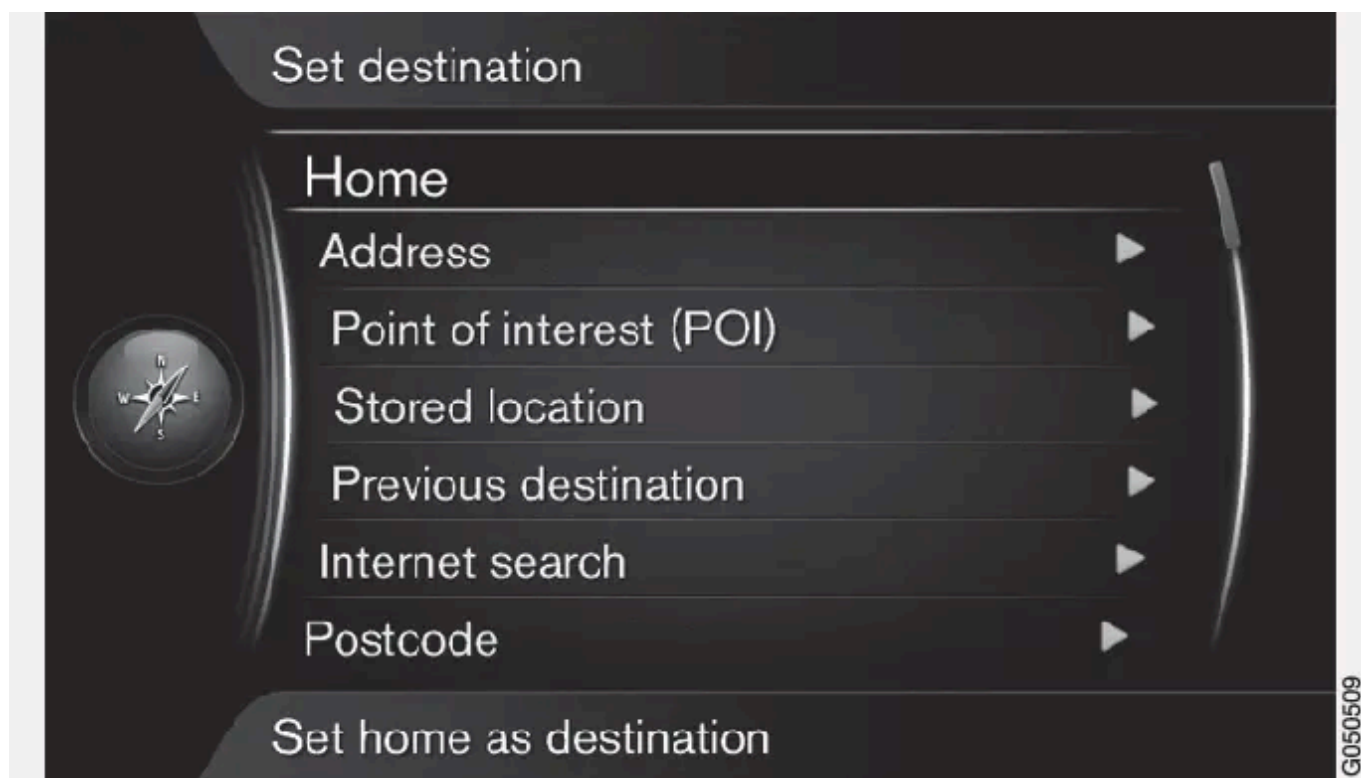 Set destination
Home
Address
Point of interest (POI)
Stored location
Previous destination
Internet search
Postcode
Set home as destination
N
W
E
S
G050509